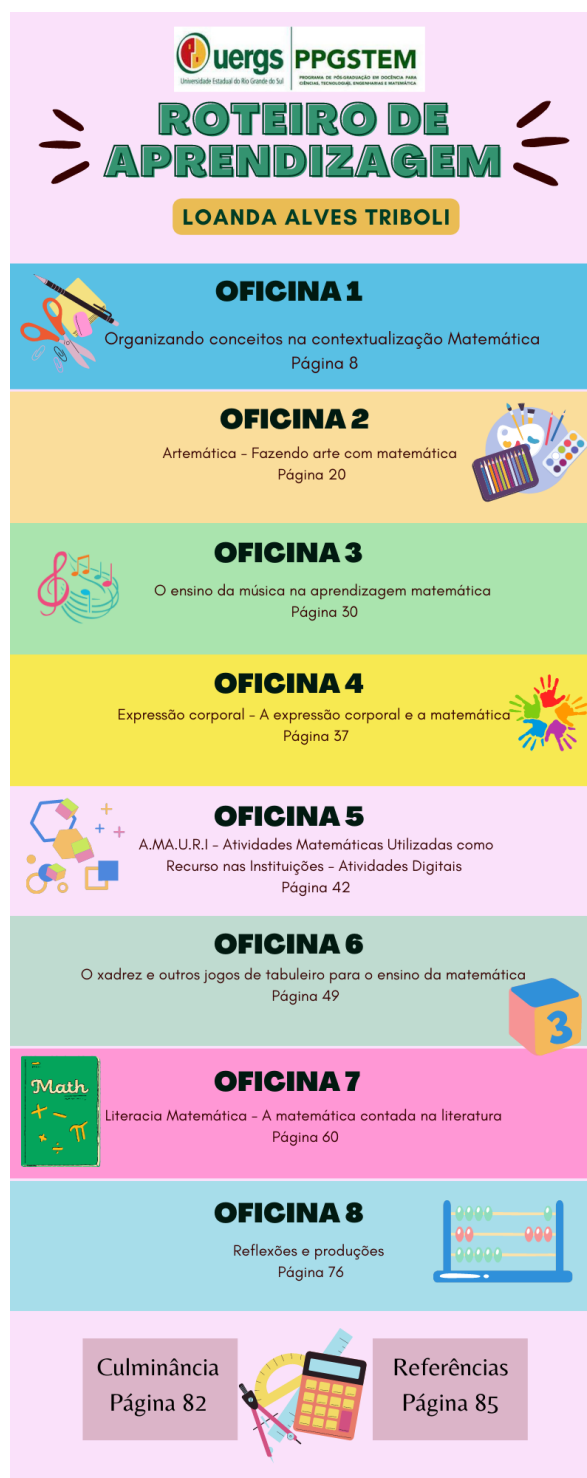 uergs
Universidade Estadual do Rio Grande do Sul
PPGSTEM
PROGRAMA DE PÓS-GRADUAÇÃO EM DOCÊNCIA PARA
CIÊNCIAS, TECNOLOGIAS, ENGENHARIAS E MATEMÁTICA
ROTEIRO DE
APRENDIZAGEM
LOANDA ALVES TRIBOLI
OFICINA 1
Organizando conceitos na contextualização Matemática
Página 8
OFICINA 2
Artemática - Fazendo arte com matemática
Página 20
OFICINA 3
O ensino da música na aprendizagem matemática
Página 30
OFICINA 4
Expressão corporal - A expressão corporal e a matemática
Página 37
OFICINA 5
A.MA.U.R.I - Atividades Matemáticas Utilizadas como
Recurso nas Instituições - Atividades Digitais
Página 42
OFICINA 6
O xadrez e outros jogos de tabuleiro para o ensino da matemática
Página 49
3
OFICINA 7
Math
Literacia Matemática - A matemática contada na literatura
Página 60
OFICINA 8
Reflexões e produções
Página 76
Culminância
Página 82
Referências
Página 85